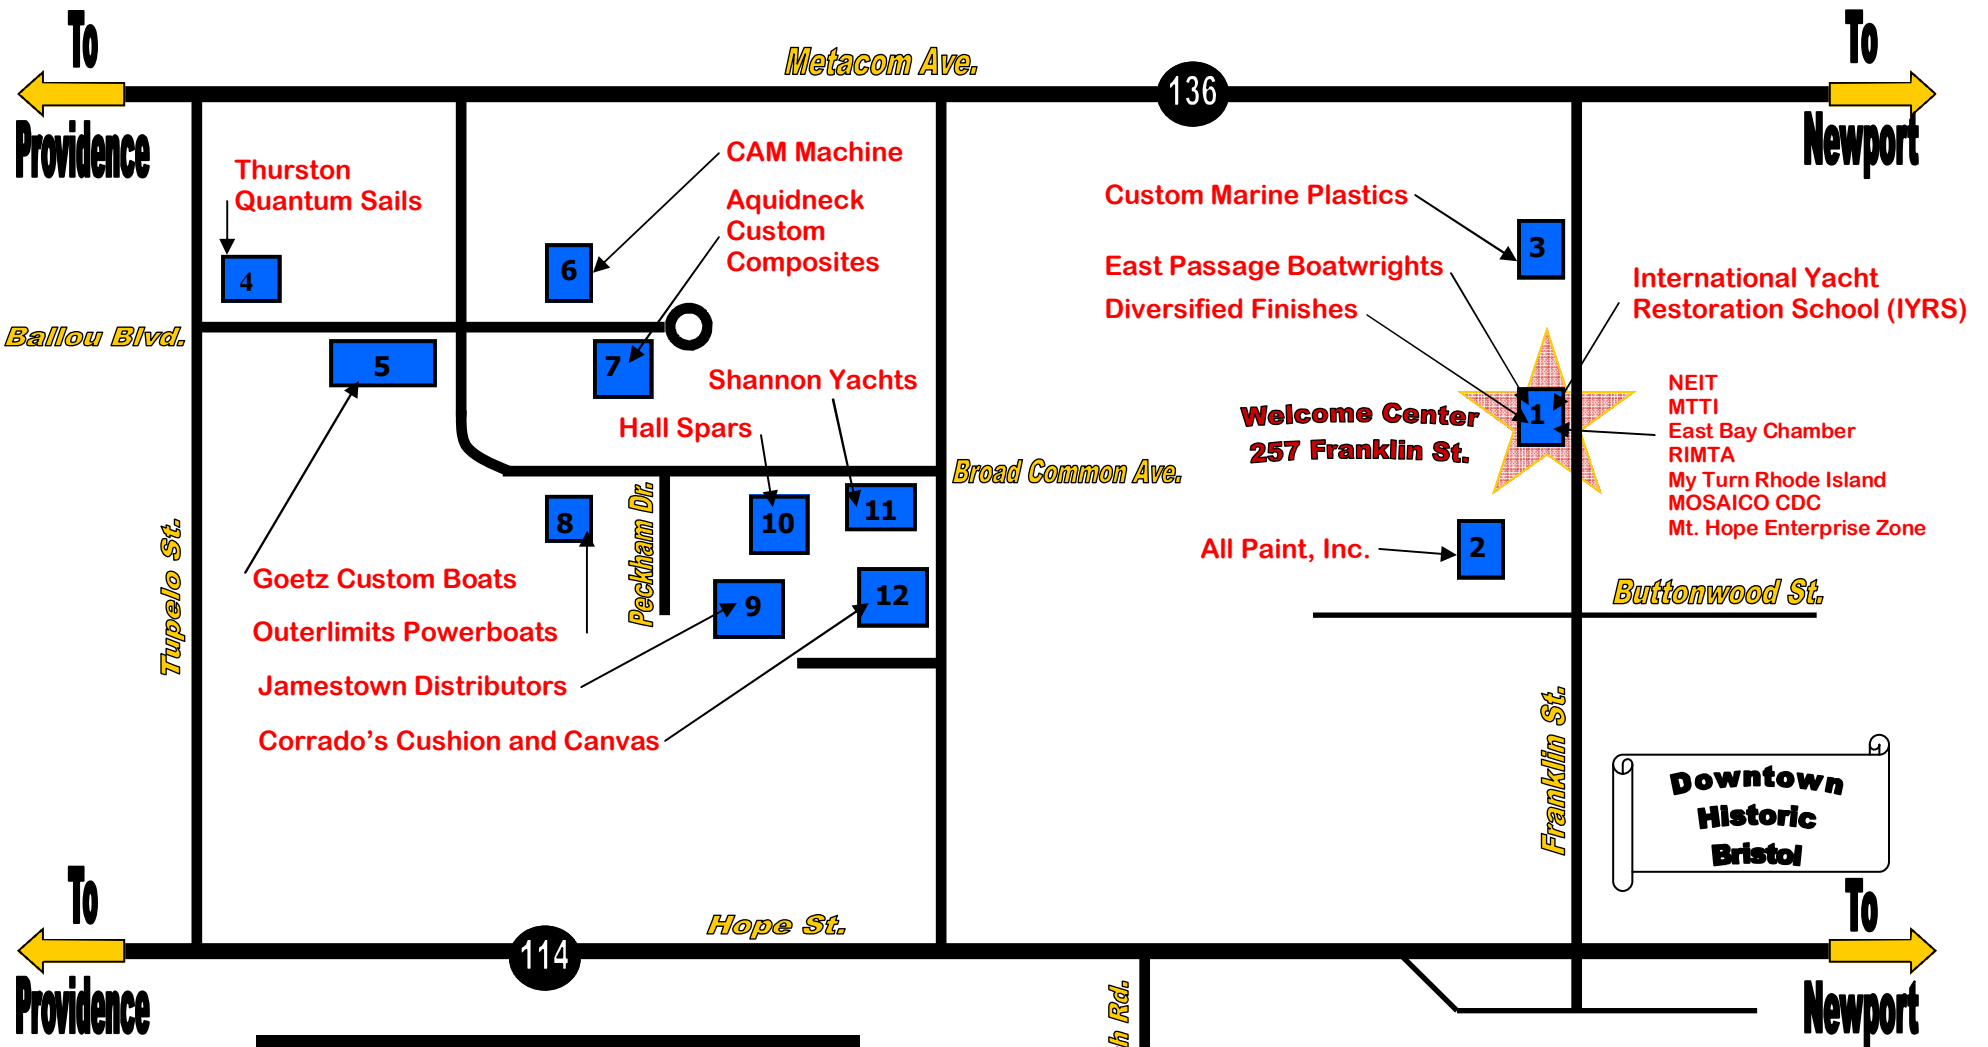 To
Providence
Metacom Ave.
136
To
Newport
Thurston
Quantum Sails
4
CAM Machine
Aquidneck
Custom
Composites
6
Custom Marine Plastics
3
East Passage Boatwrights
Diversified Finishes
International Yacht
Restoration School (IYRS)
Ballou Blvd.
5
7
Shannon Yachts
Hall Spars
Welcome Center
257 Franklin St.
1
NEIT
MTTI
East Bay Chamber
RIMTA
My Turn Rhode Island
MOSAICO CDC
Mt. Hope Enterprise Zone
Broad Common Ave.
Tupelo St.
8
Peckham Dr.
10
11
All Paint, Inc.
2
Goetz Custom Boats
Outerlimits Powerboats
9
12
Buttonwood St.
Jamestown Distributors
Corrado's Cushion and Canvas
Franklin St.
Downtown
Historic
Bristol
To
Providence
Hope St.
114
To
Newport
h Rd.